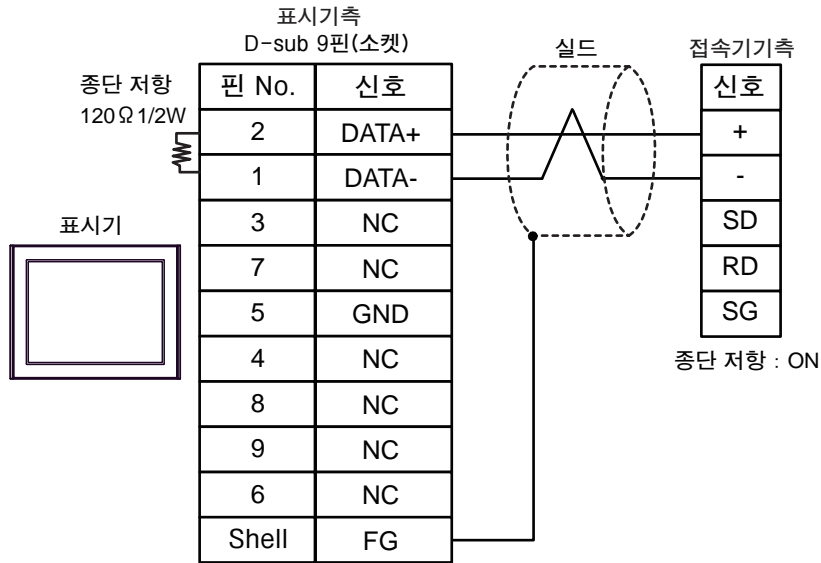 표시기측
D-sub 9핀(소켓)
실드
접속기기측
종단 저항
120Ω 1/2W
핀 No. 신호
신호
2 DATA+
+
1 DATA-
-
표시기
3 NC
SD
7 NC
RD
5 GND
SG
4 NC
종단 저항 : ON
8 NC
9 NC
6 NC
Shell FG